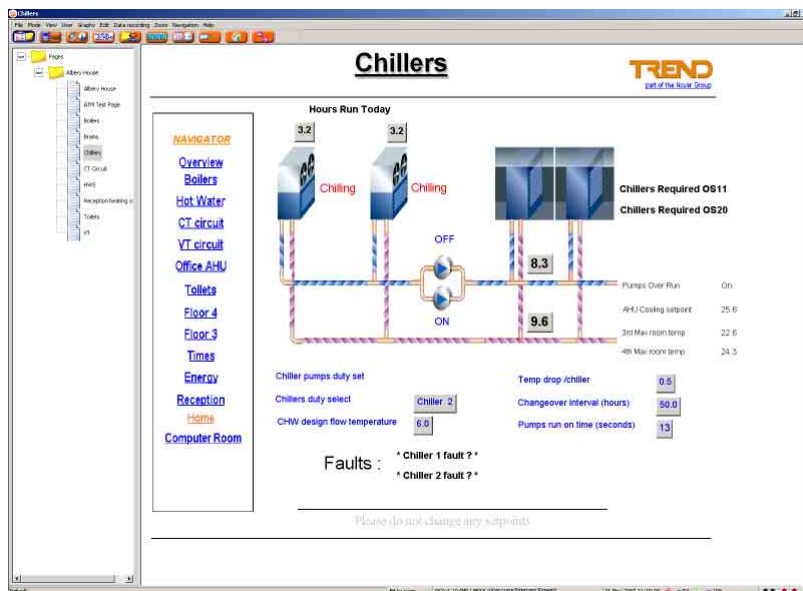 Chillers
File Mode View User Graphs Edit Data recording Zoom Navigation Help
Pages
Albery House
Albery House
ATM Test Page
Boilers
Brains
Chillers
CT Circuit
HWS
Reception heating c
Toilets
VT
Chillers
TREND
part of the Novar Group
Hours Run Today
3.2
3.2
NAVIGATOR
Overview
Boilers
Hot Water
CT circuit
VT circuit
Office AHU
Toilets
Floor 4
Floor 3
Times
Energy
Reception
Home
Computer Room
Chilling
Chilling
Chillers Required OS11
Chillers Required OS20
OFF
8.3
ON
9.6
Pumps Over Run On
AHU Cooling setpoint 25.6
3rd Max room temp 22.6
4th Max room temp 24.3
Chiller pumps duty set
Chillers duty select Chiller 2
CHW design flow temperature 6.0
Temp drop /chiller 0.5
Changeover Interval (hours) 50.0
Pumps run on time (seconds) 13
Faults :
* Chiller 1 fault ? *
* Chiller 2 fault ? *
Please do not change any setpoints